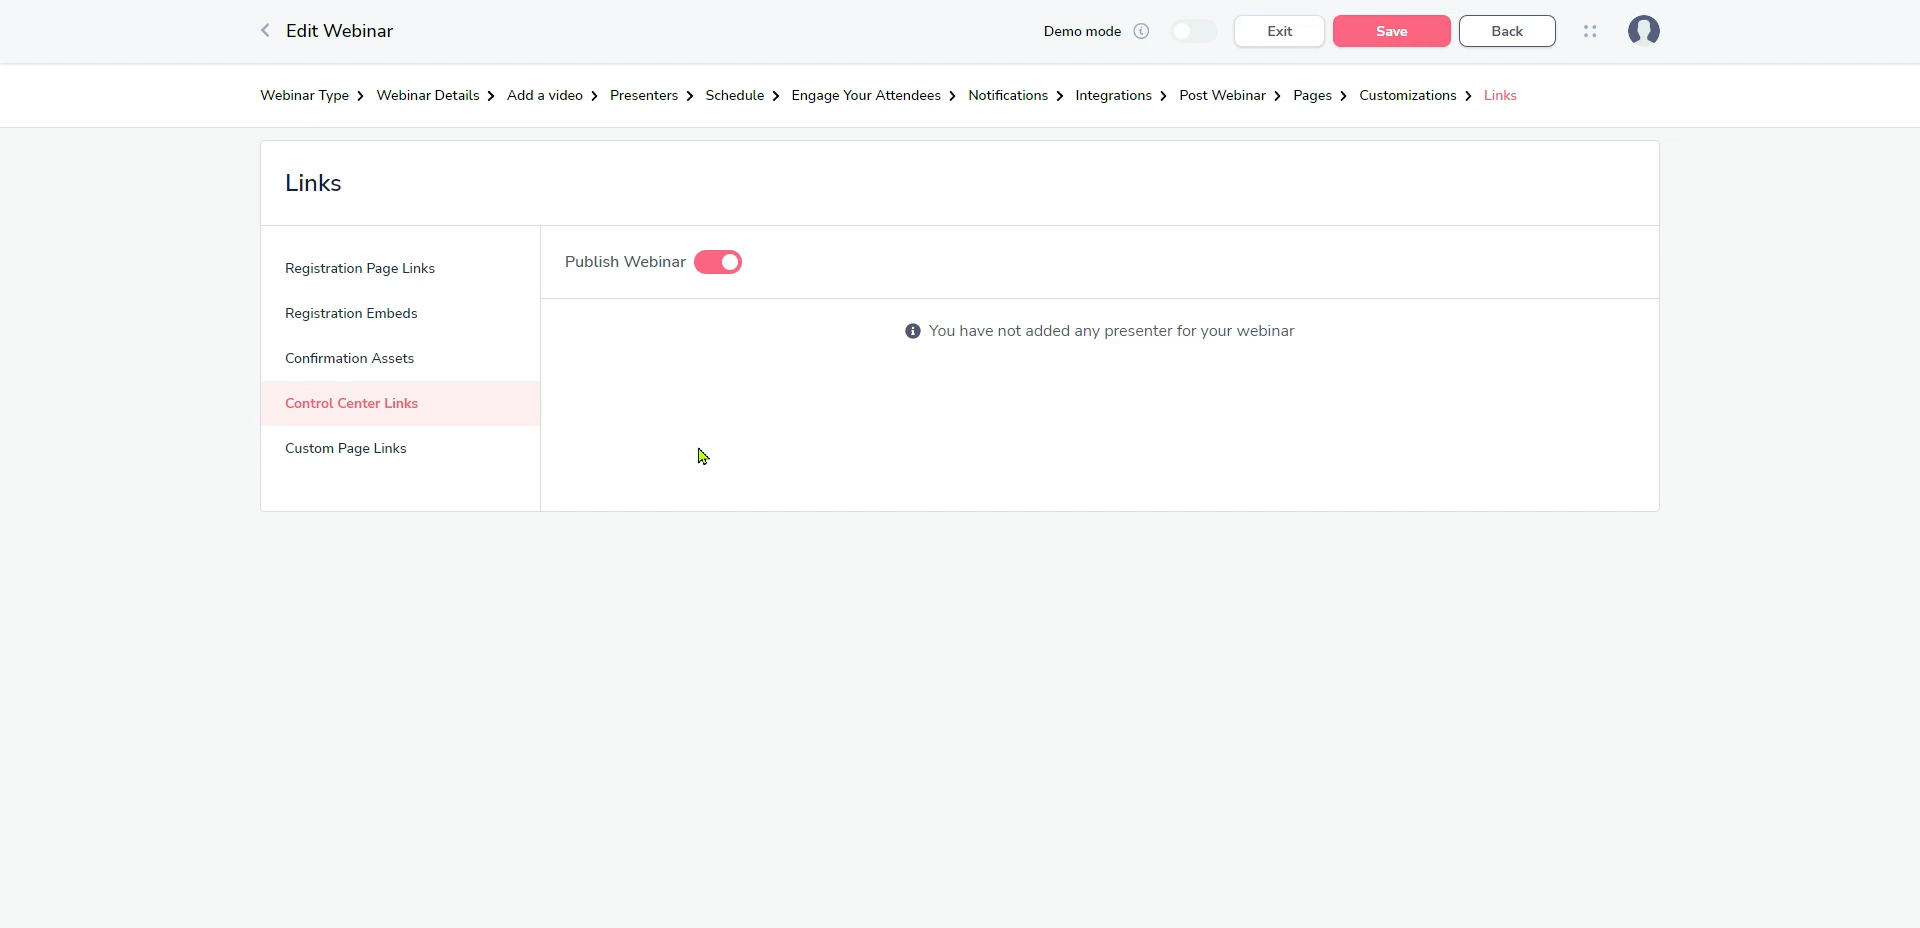 Edit Webinar
Demo mode
Exit
Save
Back
Webinar Type
Webinar Details
Add a video
Presenters
Schedule
Engage Your Attendees
Notifications
Integrations
Post Webinar
Pages
Customizations
Links
Links
Registration Page Links
Registration Embeds
Confirmation Assets
Control Center Links
Custom Page Links
Publish Webinar
You have not added any presenter for your webinar